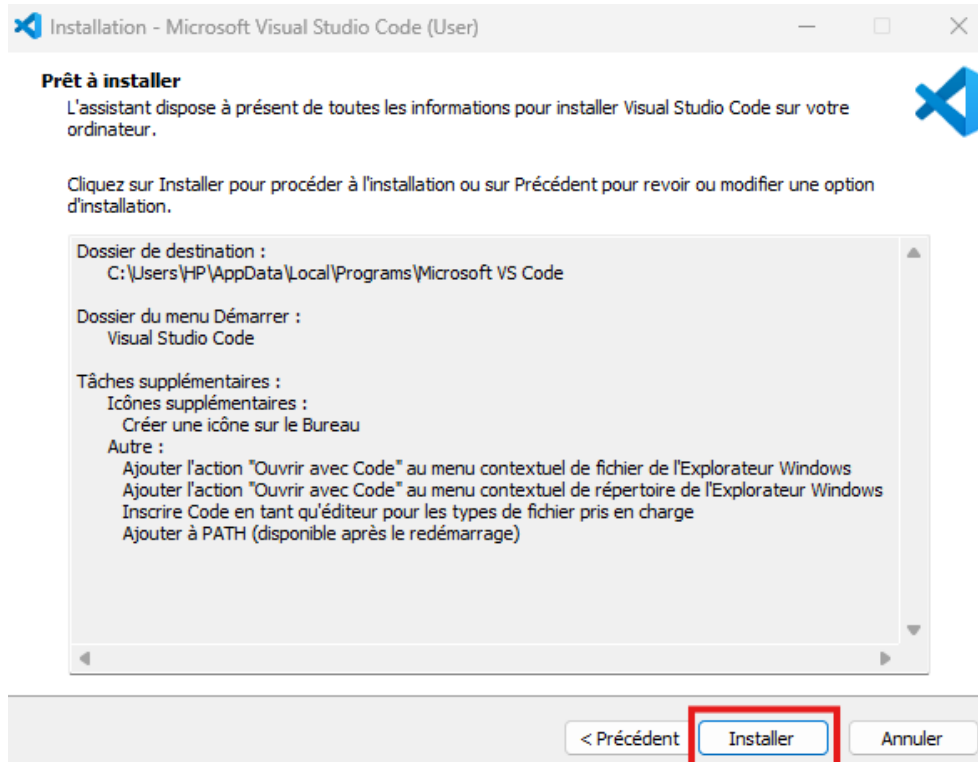 Installation - Microsoft Visual Studio Code (User)
Prêt à installer
L'assistant dispose à présent de toutes les informations pour installer Visual Studio Code sur votre
ordinateur.
Cliquez sur Installer pour procéder à l'installation ou sur Précédent pour revoir ou modifier une option
d'installation.
Dossier de destination :
C:\Users\HP\AppData\Local\Programs\Microsoft VS Code
Dossier du menu Démarrer :
Visual Studio Code
Tâches supplémentaires :
Icônes supplémentaires :
Créer une icône sur le Bureau
Autre :
Ajouter l'action "Ouvrir avec Code" au menu contextuel de fichier de l'Explorateur Windows
Ajouter l'action "Ouvrir avec Code" au menu contextuel de répertoire de l'Explorateur Windows
Inscrire Code en tant qu'éditeur pour les types de fichier pris en charge
Ajouter à PATH (disponible après le redémarrage)
< Précédent Installer Annuler